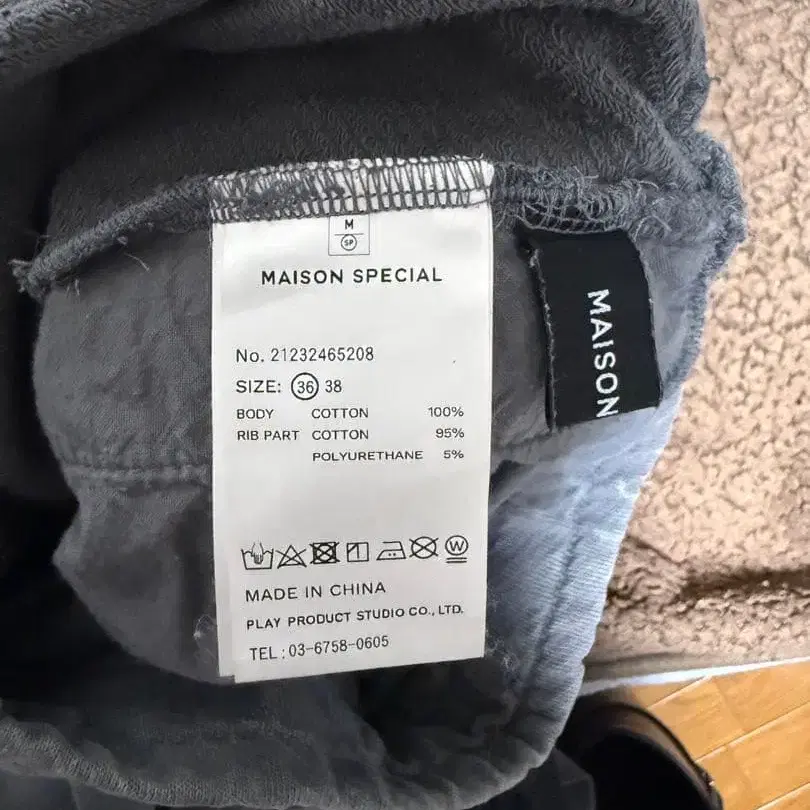 M
SP
MAISON SPECIAL
No. 21232465208
SIZE: 36 38
BODY COTTON 100%
RIB PART COTTON 95%
POLYURETHANE 5%
W
MADE IN CHINA
PLAY PRODUCT STUDIO CO., LTD.
TEL : 03-6758-0605
MAISON